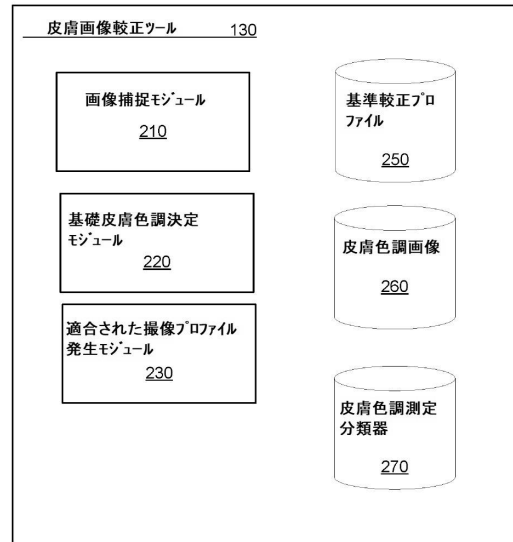 皮膚画像較正ツール 130
画像捕捉モジュール
210
基礎皮膚色調決定
モジュール
220
適合された撮像プロファイル
発生モジュール
230
基準較正プロ
ファイル
250
皮膚色調画像
260
皮膚色調測定
分類器
270